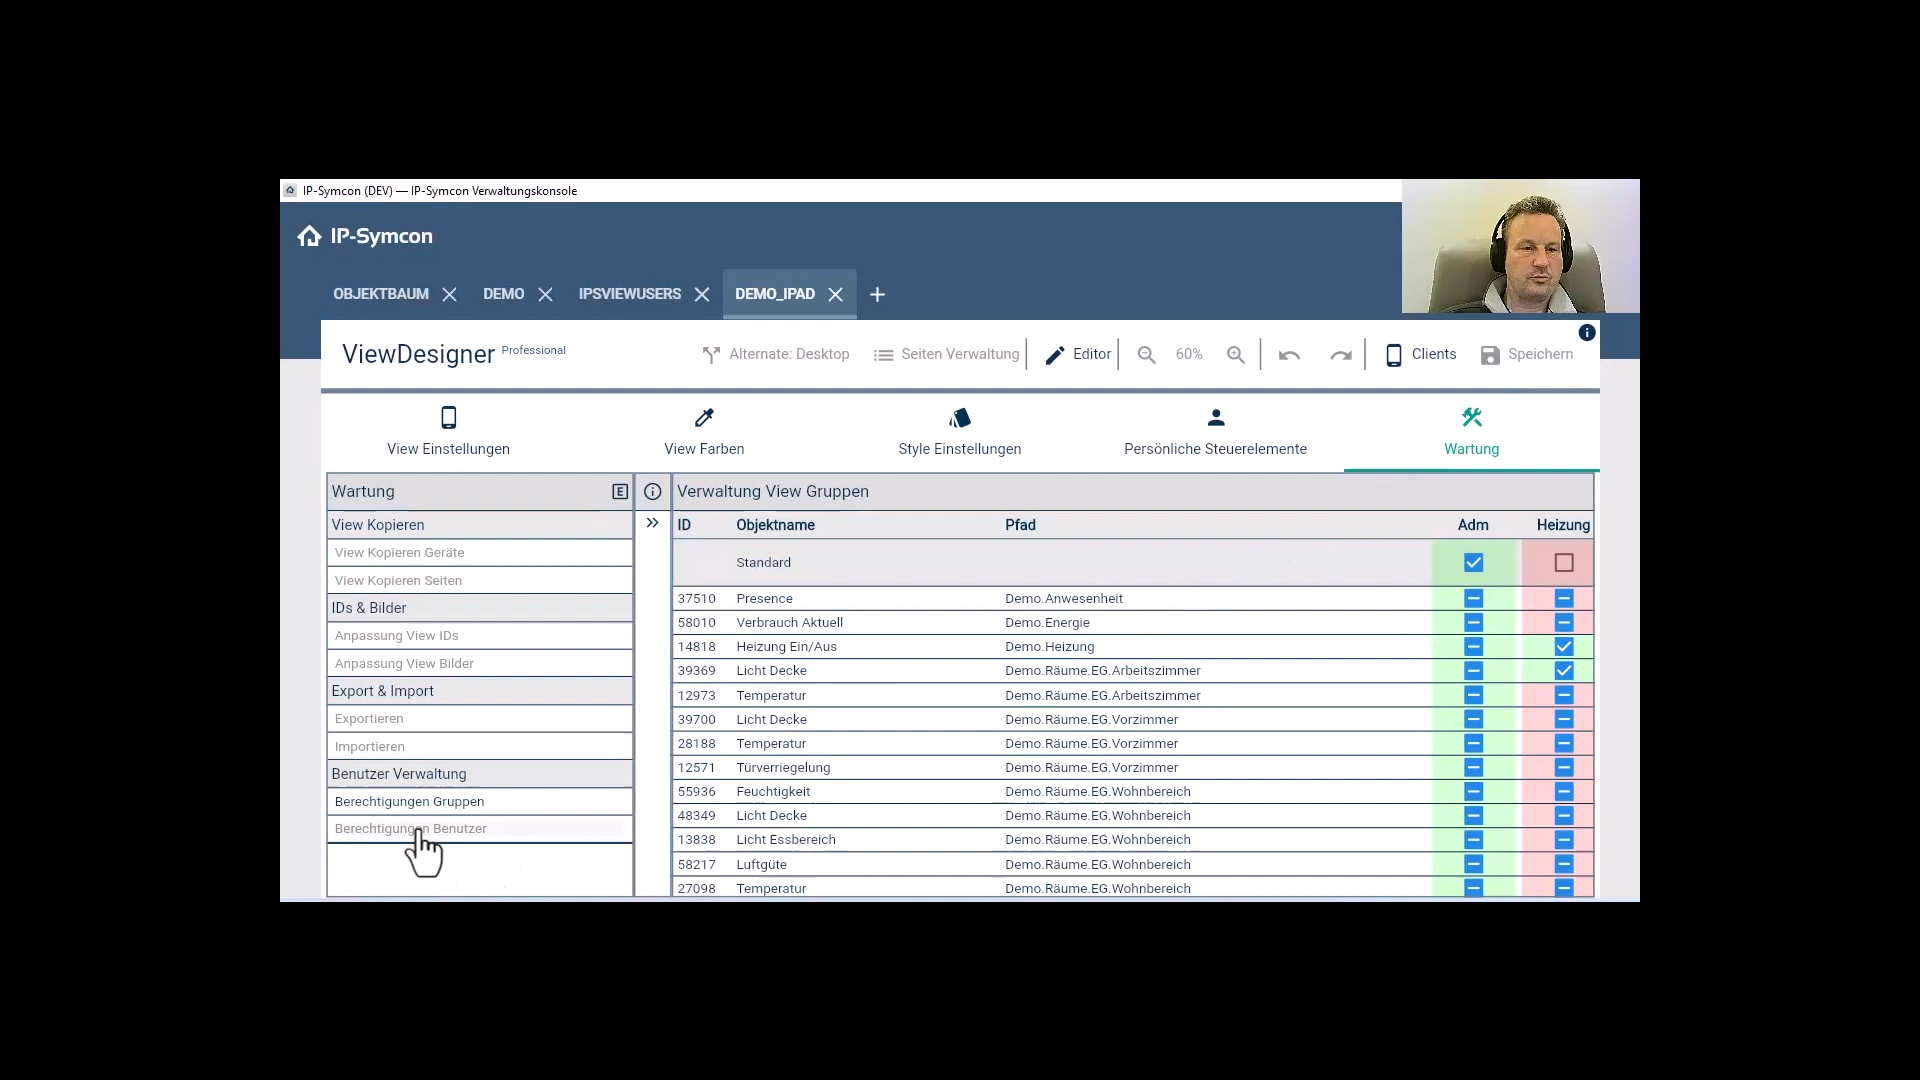 IP-Symcon (DEV) — IP-Symcon Verwaltungskonsole
IP-Symcon
OBJEKTBAUM DEMO IPSVIEWUSERS DEMO_IPAD
ViewDesigner Professional Alternate: Desktop Seiten Verwaltung Editor 60% Clients Speichern
View Einstellungen View Farben Style Einstellungen Persönliche Steuerelemente Wartung
Wartung E Verwaltung View Gruppen
View Kopieren ID Objektname Pfad Adm Heizung
View Kopieren Geräte
Standard
View Kopieren Seiten
37510 Presence Demo.Anwesenheit
IDs & Bilder
58010 Verbrauch Aktuell Demo.Energie
Anpassung View IDs
14818 Heizung Ein/Aus Demo.Heizung
Anpassung View Bilder
39369 Licht Decke Demo.Räume.EG.Arbeitszimmer
Export & Import
12973 Temperatur Demo.Räume.EG.Arbeitszimmer
Exportieren
39700 Licht Decke Demo.Räume.EG.Vorzimmer
Importieren
28188 Temperatur Demo.Räume.EG.Vorzimmer
Benutzer Verwaltung
12571 Türverriegelung Demo.Räume.EG.Vorzimmer
55936 Feuchtigkeit Demo.Räume.EG.Wohnbereich
Berechtigungen Gruppen
48349 Licht Decke Demo.Räume.EG.Wohnbereich
Berechtigungen Benutzer
13838 Licht Essbereich Demo.Räume.EG.Wohnbereich
58217 Luftgüte Demo.Räume.EG.Wohnbereich
27098 Temperatur Demo.Räume.EG.Wohnbereich